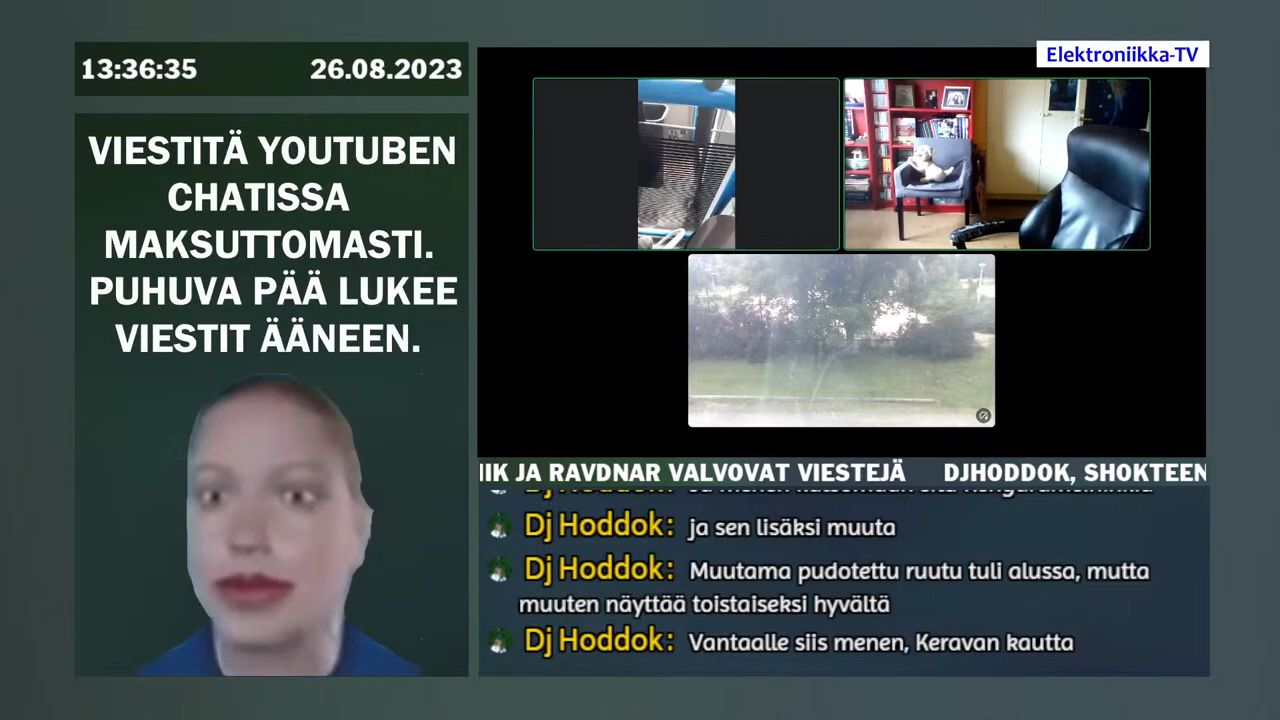 13:36:35 26.08.2023
Elektroniikka-TV
VIESTITÄ YOUTUBEN
CHATISSA
MAKSUTTOMASTI.
PUHUVA PÄÄ LUKEE
VIESTIT ÄÄNEEN.
JA RAVDNAR VALVOVAT VIESTEJÄ DJHODDOK, SHOKTEEN
Dj Hoddok: ja sen lisäksi muuta
Dj Hoddok: Muutama pudotettu ruutu tuli alussa, mutta
muuten näyttää toistaiseksi hyvältä
Dj Hoddok: Vantaalle siis menen, Keravan kautta